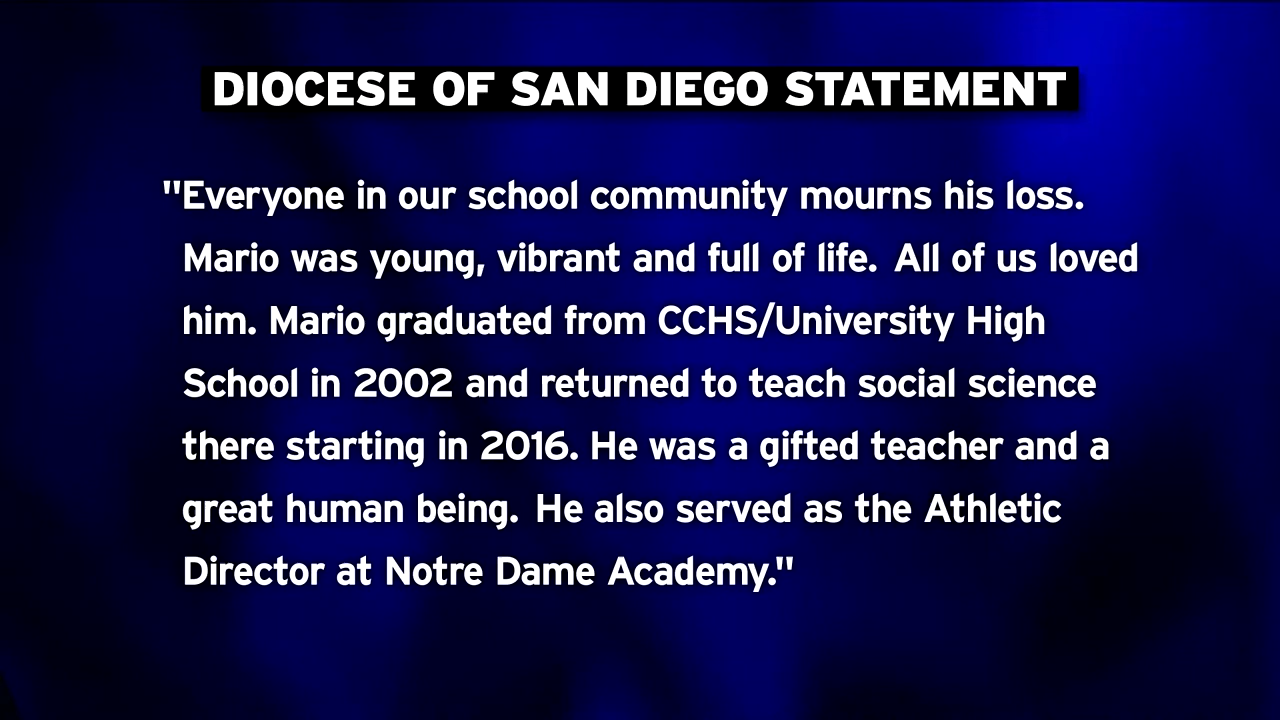 DIOCESE OF SAN DIEGO STATEMENT
"Everyone in our school community mourns his loss.
Mario was young, vibrant and full of life. All of us loved
him. Mario graduated from CCHS/University High
School in 2002 and returned to teach social science
there starting in 2016. He was a gifted teacher and a
great human being. He also served as the Athletic
Director at Notre Dame Academy."